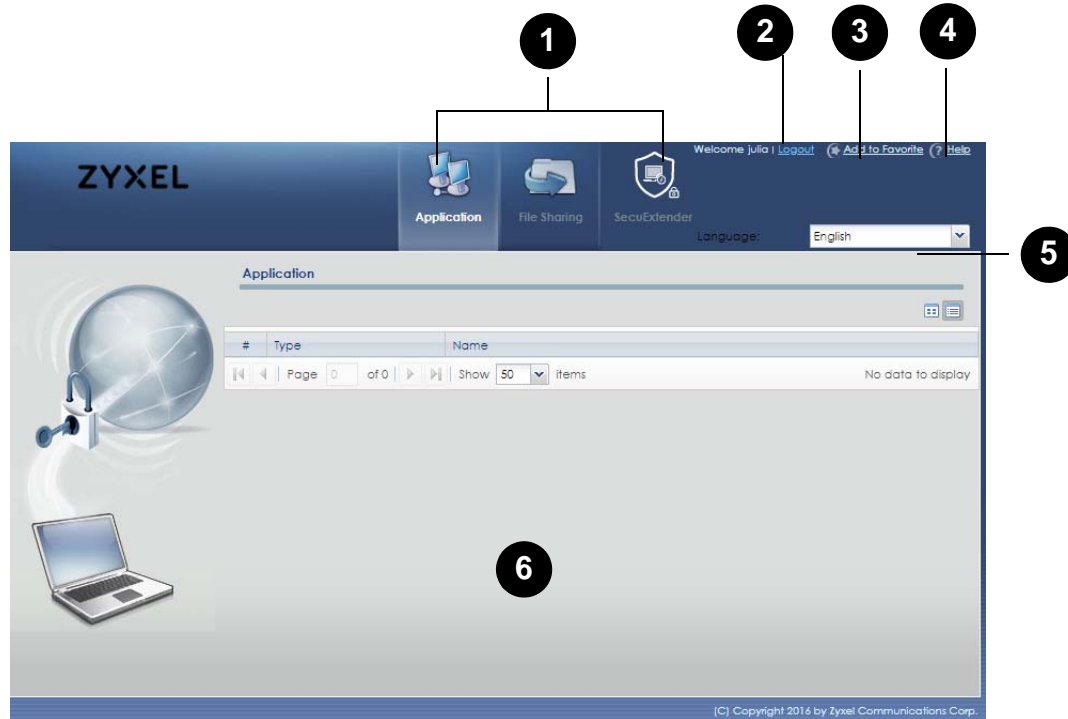 1
2
3
4
Welcome julia | Logout Add to Favorite ? Help
ZYXEL
Application
File Sharing
SecuExtender
Language:
English
5
Application
# Type Name
Page 0 of 0 Show 50 items No data to display
6
(C) Copyright 2016 by Zyxel Communications Corp.